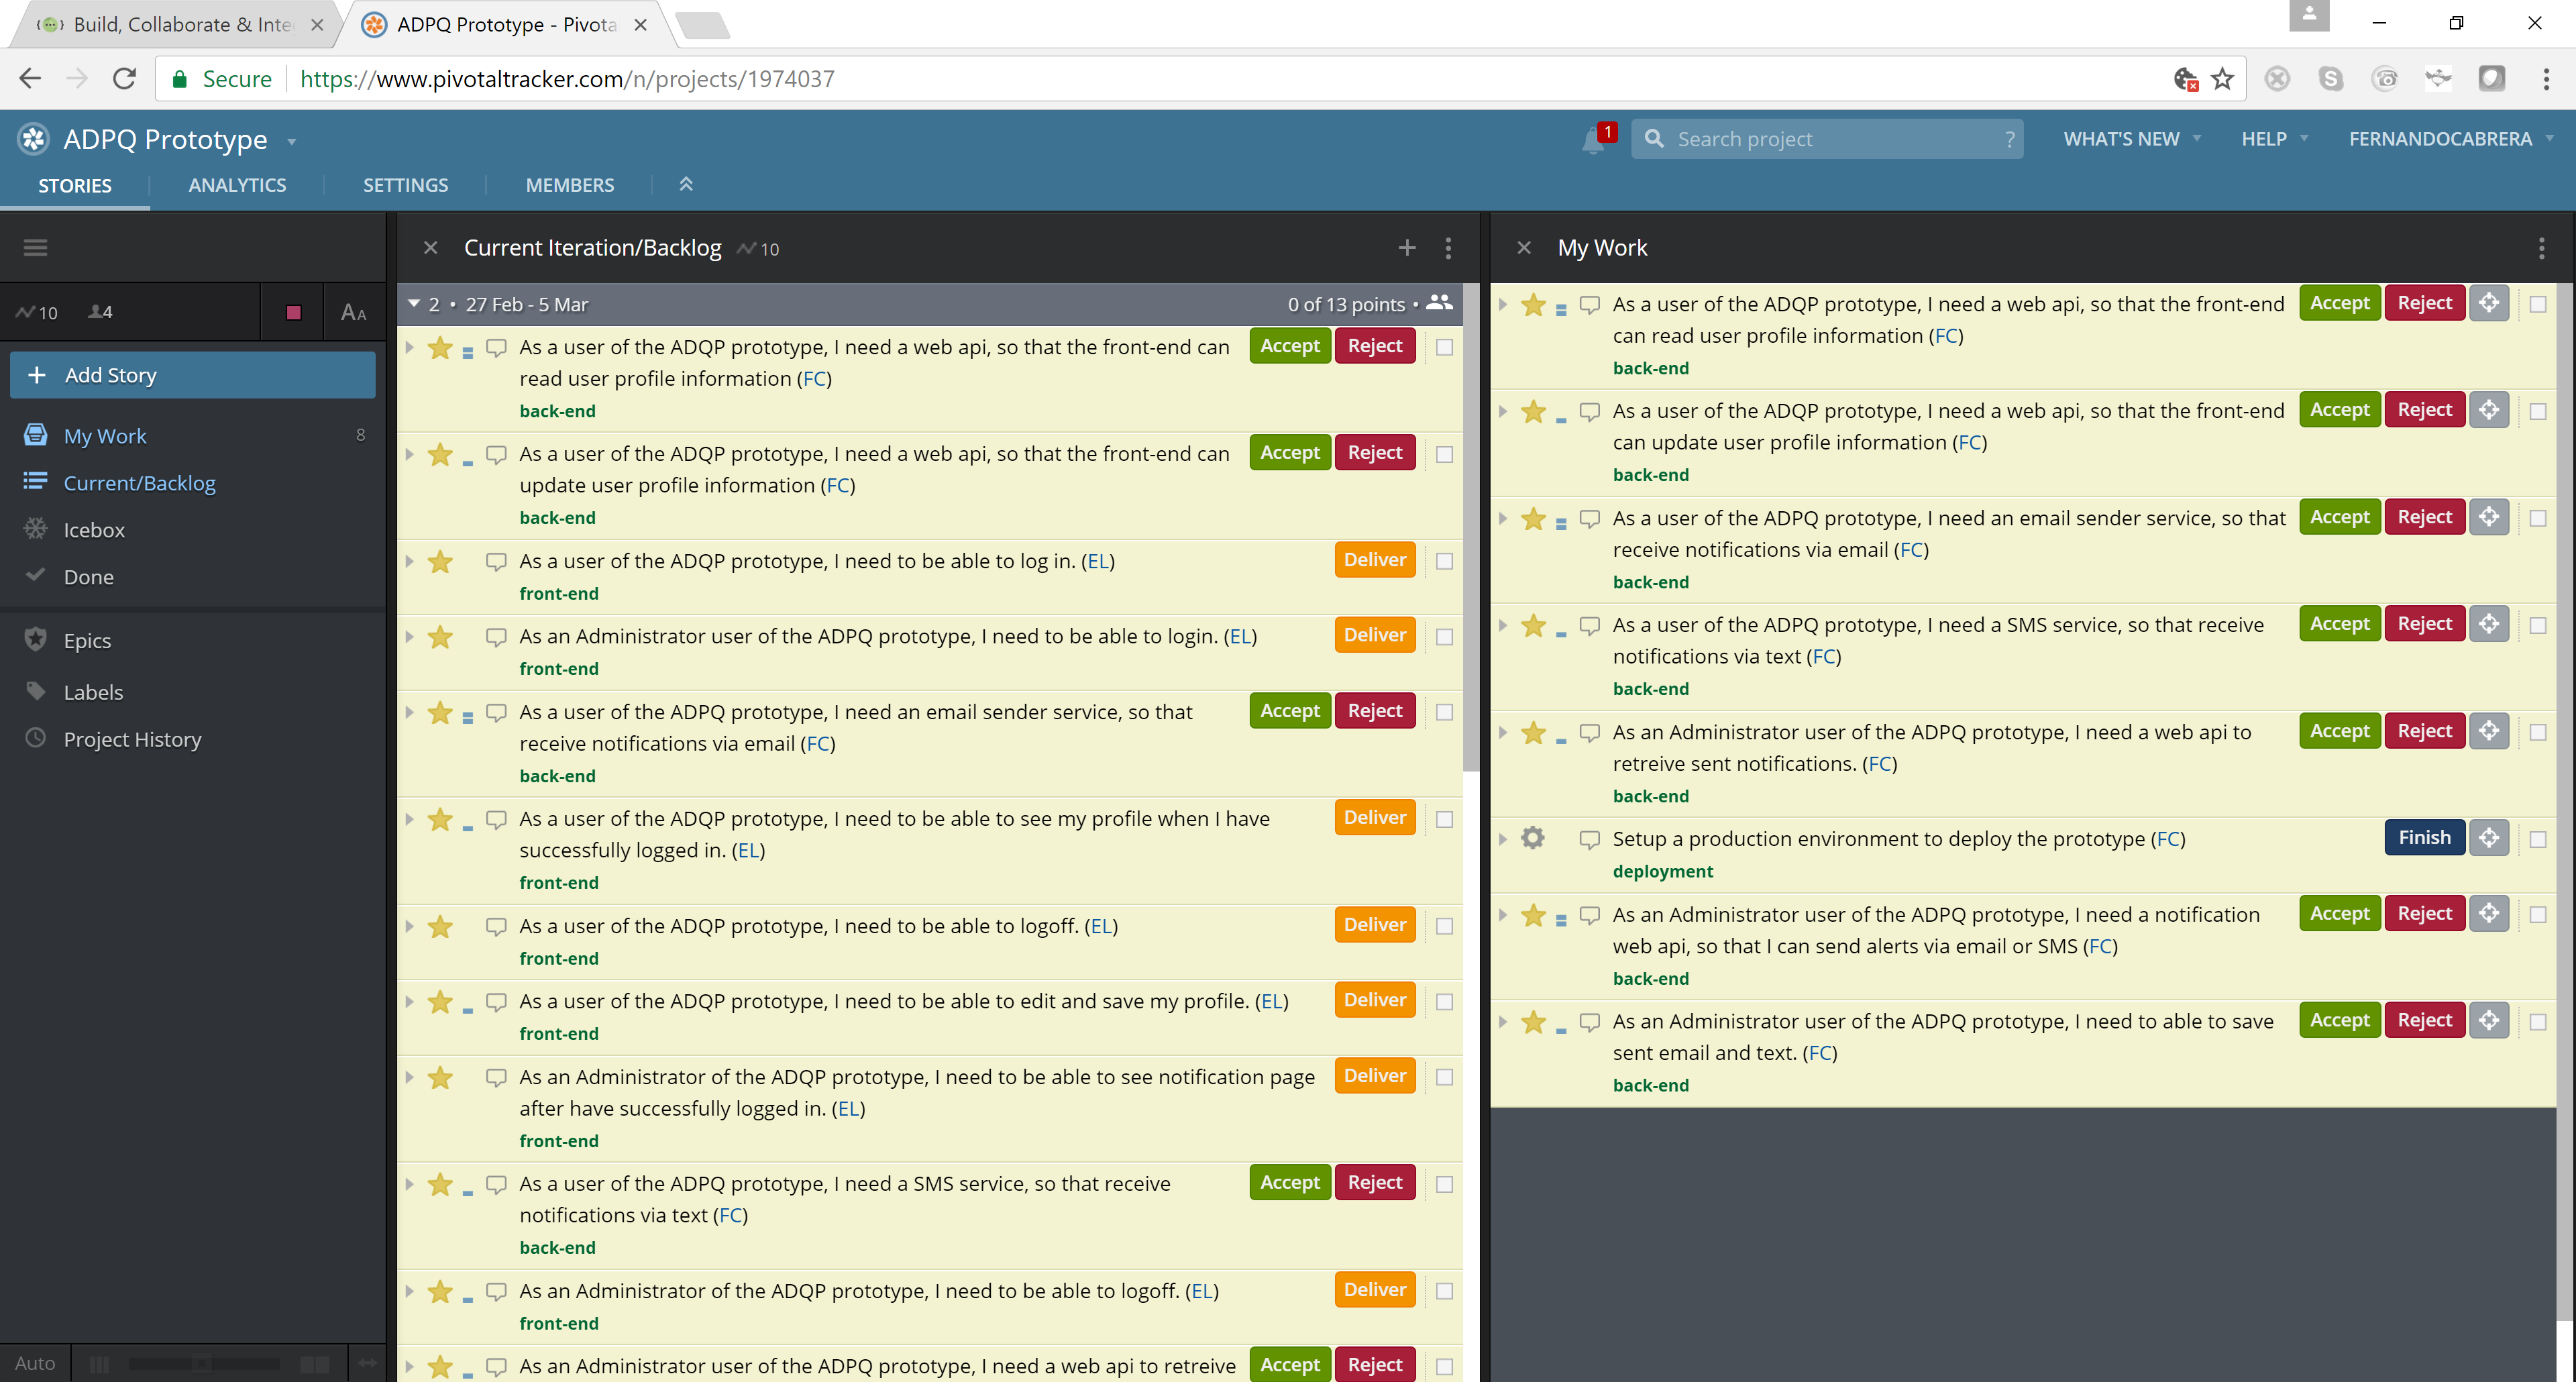 Build, Collaborate & Inte
ADPQ Prototype - Pivota
Secure https://www.pivotaltracker.com/n/projects/1974037
ADPQ Prototype
1
Search project ?
WHAT'S NEW
HELP
FERNANDOCABRERA
STORIES ANALYTICS SETTINGS MEMBERS
10 4 AA
Add Story
My Work 8
Current/Backlog
Icebox
Done
Epics
Labels
Project History
Auto
Current Iteration/Backlog 10
2 • 27 Feb - 5 Mar 0 of 13 points •
As a user of the ADQP prototype, I need a web api, so that the front-end can Accept Reject
read user profile information (FC)
back-end
As a user of the ADQP prototype, I need a web api, so that the front-end can Accept Reject
update user profile information (FC)
back-end
As a user of the ADQP prototype, I need to be able to log in. (EL) Deliver
front-end
As an Administrator user of the ADPQ prototype, I need to be able to login. (EL) Deliver
front-end
As a user of the ADPQ prototype, I need an email sender service, so that Accept Reject
receive notifications via email (FC)
back-end
As a user of the ADQP prototype, I need to be able to see my profile when I have Deliver
successfully logged in. (EL)
front-end
As a user of the ADQP prototype, I need to be able to logoff. (EL) Deliver
front-end
As a user of the ADQP prototype, I need to be able to edit and save my profile. (EL) Deliver
front-end
As an Administrator of the ADQP prototype, I need to be able to see notification page Deliver
after have successfully logged in. (EL)
front-end
As a user of the ADPQ prototype, I need a SMS service, so that receive Accept Reject
notifications via text (FC)
back-end
As an Administrator of the ADQP prototype, I need to be able to logoff. (EL) Deliver
front-end
As an Administrator user of the ADPQ prototype, I need a web api to retreive Accept Reject
My Work
As a user of the ADQP prototype, I need a web api, so that the front-end Accept Reject
can read user profile information (FC)
back-end
As a user of the ADQP prototype, I need a web api, so that the front-end Accept Reject
can update user profile information (FC)
back-end
As a user of the ADPQ prototype, I need an email sender service, so that Accept Reject
receive notifications via email (FC)
back-end
As a user of the ADPQ prototype, I need a SMS service, so that receive Accept Reject
notifications via text (FC)
back-end
As an Administrator user of the ADPQ prototype, I need a web api to Accept Reject
retreive sent notifications. (FC)
back-end
Setup a production environment to deploy the prototype (FC) Finish
deployment
As an Administrator user of the ADPQ prototype, I need a notification Accept Reject
web api, so that I can send alerts via email or SMS (FC)
back-end
As an Administrator user of the ADPQ prototype, I need to able to save Accept Reject
sent email and text. (FC)
back-end